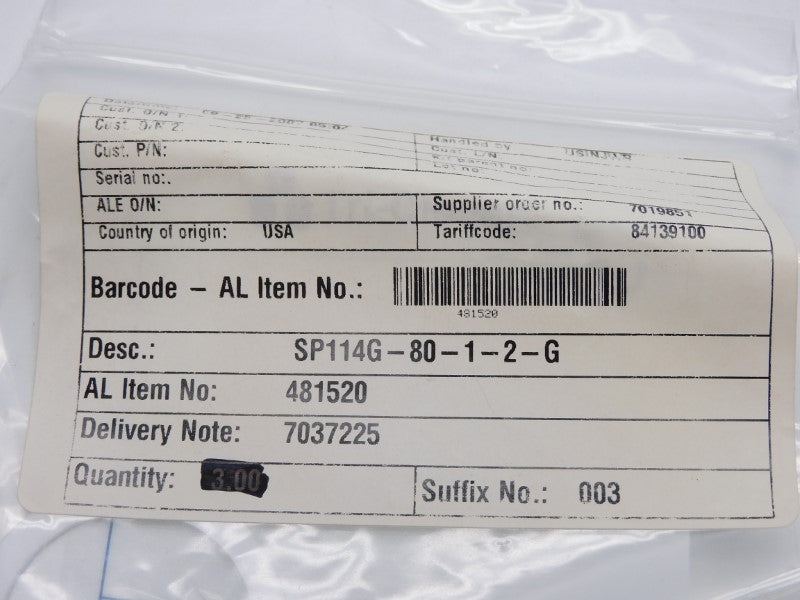 Cust. O/N 2:
Handled by
Cust. P/N:
Serial no:.
ALE O/N:
Supplier order no.: 7019851
Country of origin: USA
Tariffcode: 84139100
Barcode - AL Item No.:
481520
Desc.: SP114G-80-1-2-G
AL Item No: 481520
Delivery Note: 7037225
Quantity: 3.00
Suffix No.: 003